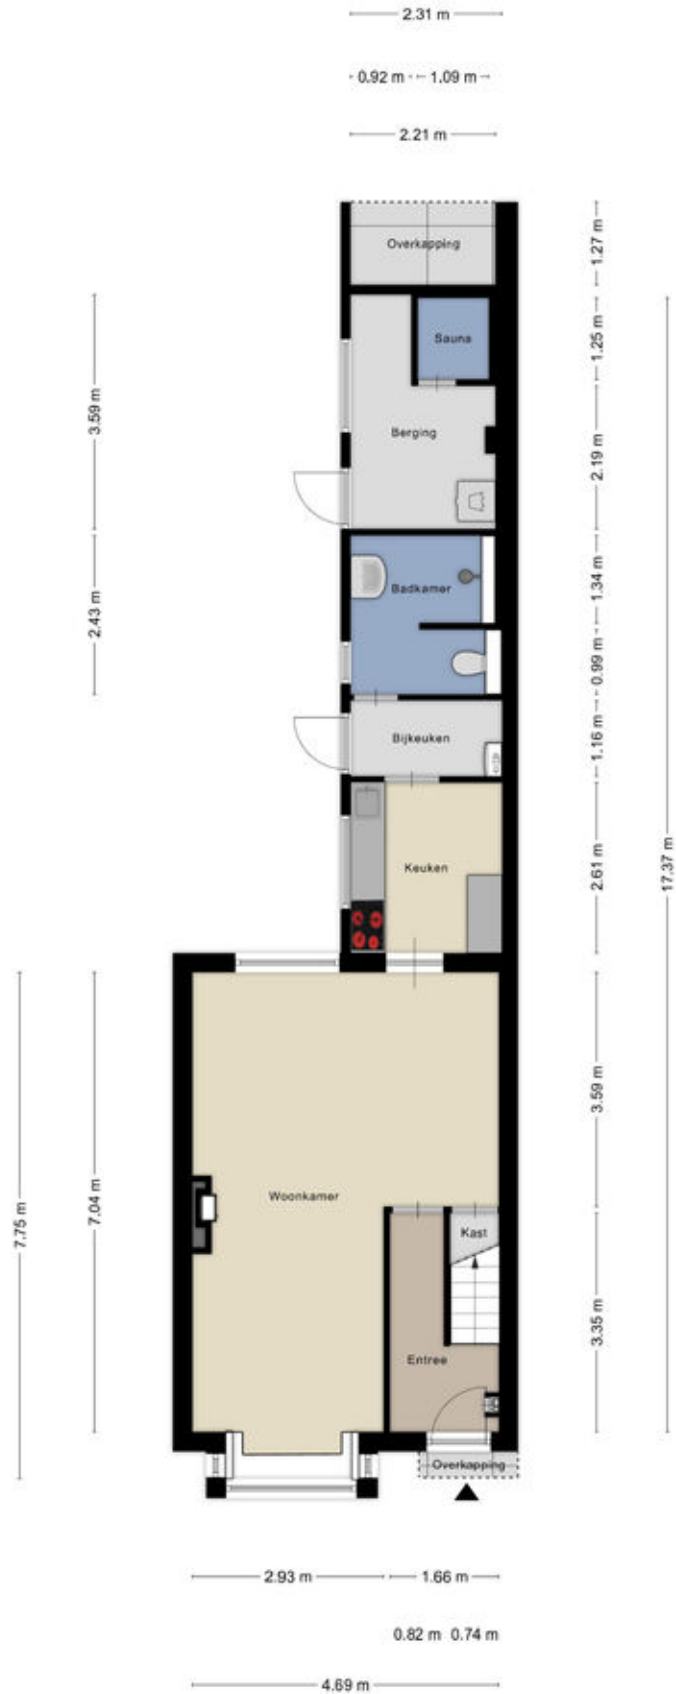 2.31 m
0.92 m 1.09 m
2.21 m
Overkapping
1.27 m
Sauna
1.25 m
3.59 m
Berging
2.19 m
Badkamer
1.34 m
2.43 m
0.99 m
Bijkeuken
1.16 m
Keuken
2.61 m
17.37 m
3.59 m
Woonkamer
7.04 m
7.75 m
Kast
3.35 m
Entree
Overkapping
2.93 m 1.66 m
0.82 m 0.74 m
4.69 m